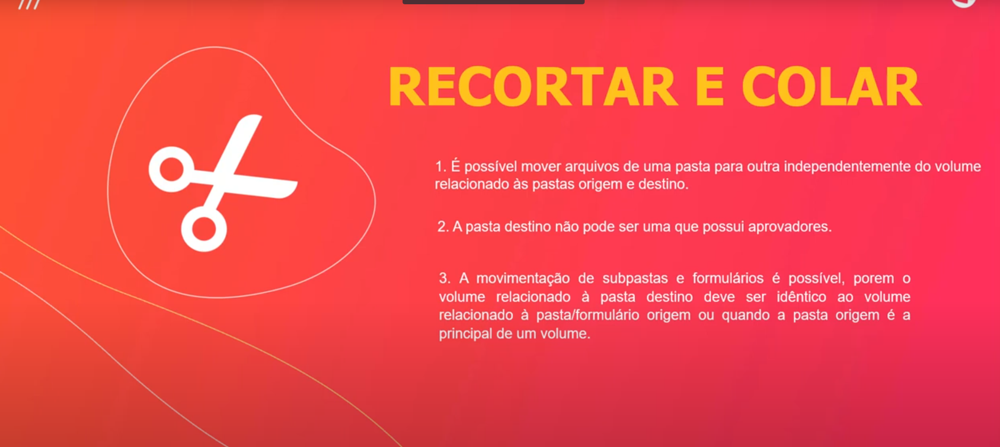 RECORTAR E COLAR
1. É possível mover arquivos de uma pasta para outra independentemente do volume
relacionado às pastas origem e destino.
2. A pasta destino não pode ser uma que possui aprovadores.
3. A movimentação de subpastas e formulários é possível, porem o
volume relacionado à pasta destino deve ser idêntico ao volume
relacionado à pasta/formulário origem ou quando a pasta origem é a
principal de um volume.